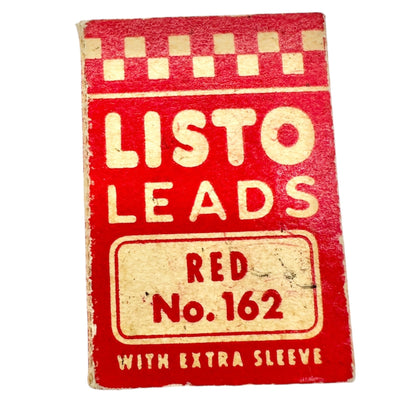 LISTO
LEADS
RED
No. 162
WITH EXTRA SLEEVE